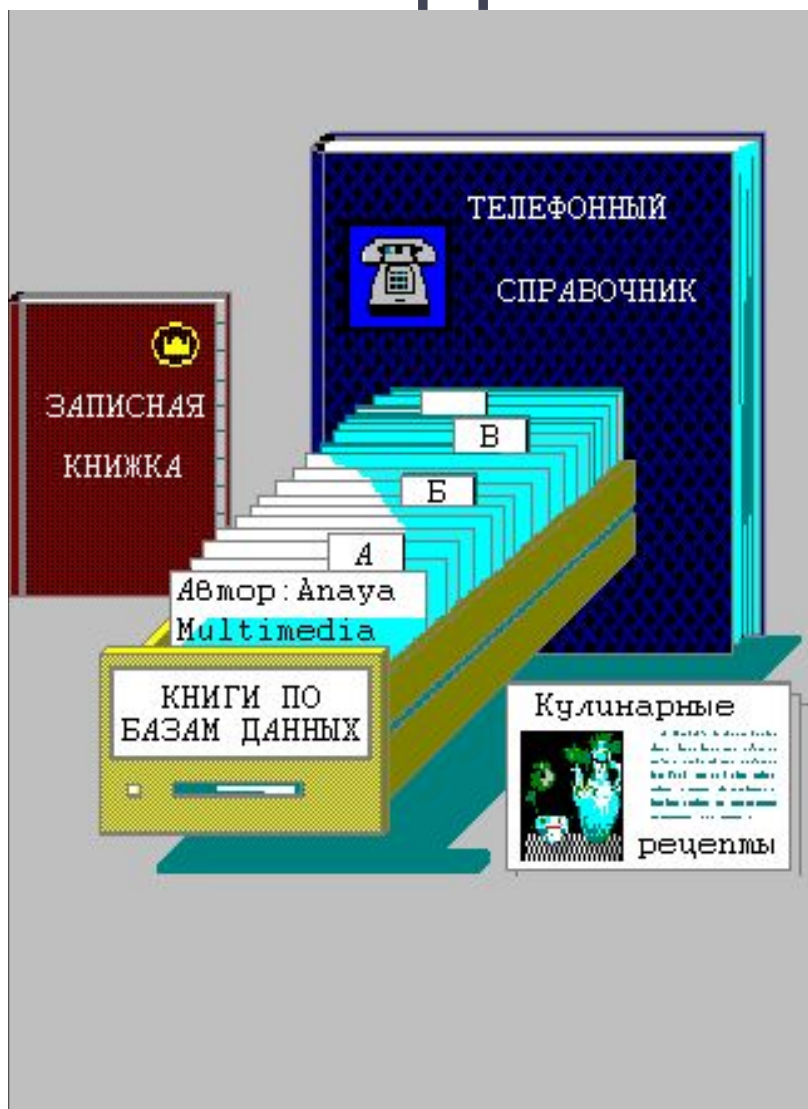 ТЕЛЕФОННЫЙ
СПРАВОЧНИК
ЗАПИСНАЯ
КНИЖКА
В
Б
А
Автор:Anaya
Multimedia
КНИГИ ПО
БАЗАМ ДАННЫХ
Кулинарные
рецепты